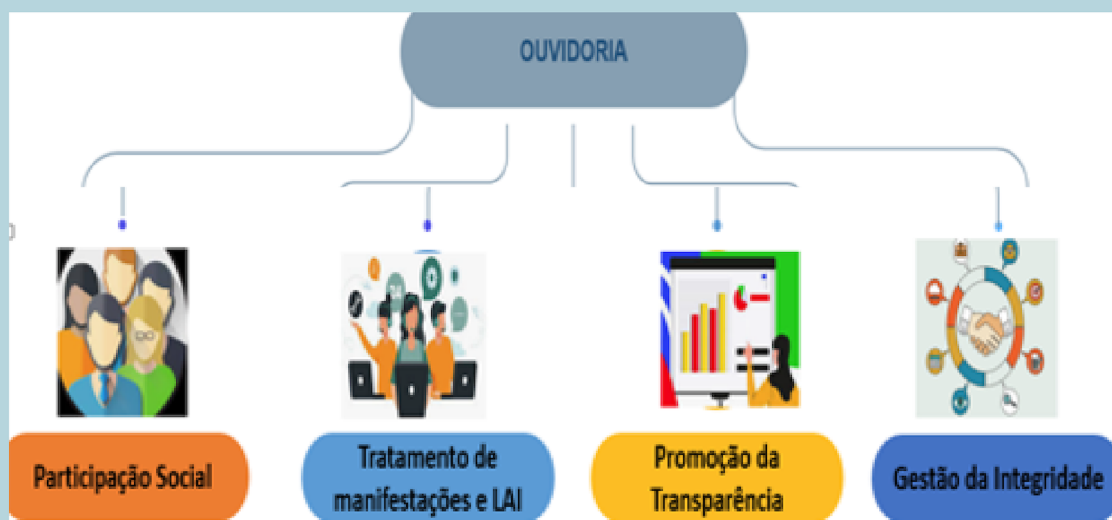 OUVIDORIA
Participação Social
Tratamento de
manifestações e LAI
Promoção da
Transparência
Gestão da Integridade